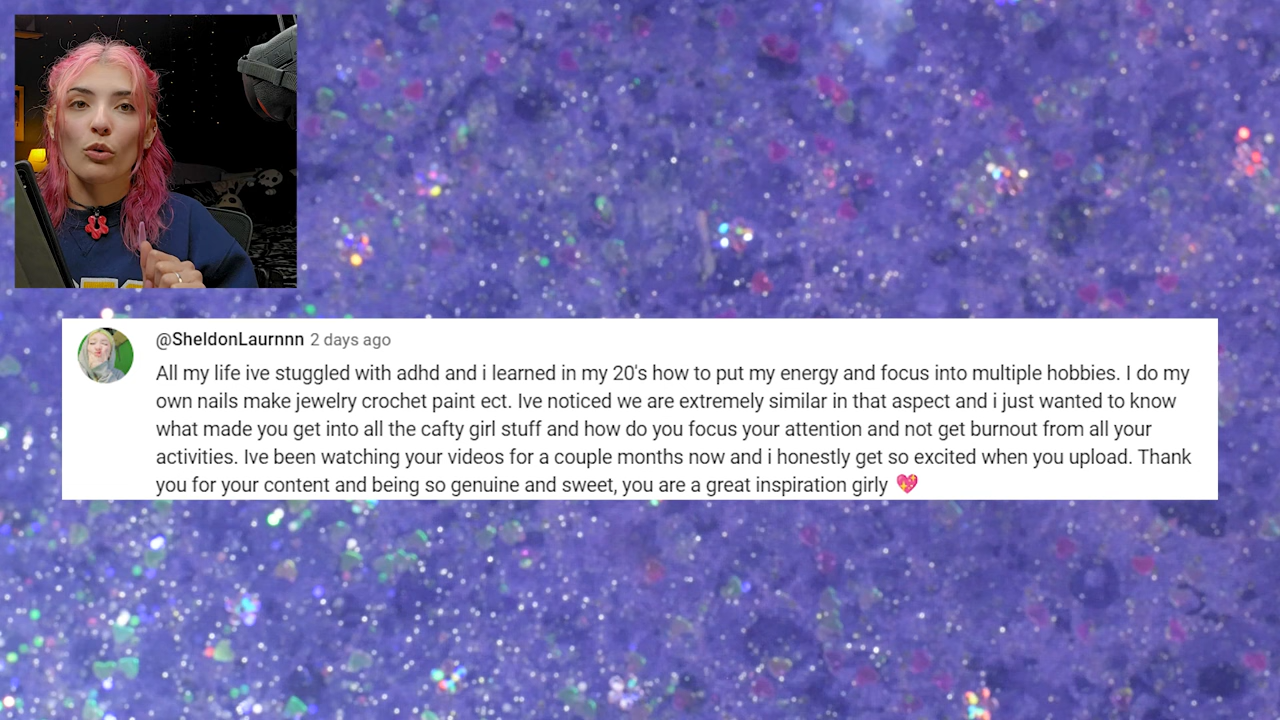 @SheldonLaurnnn 2 days ago
All my life ive stuggled with adhd and i learned in my 20's how to put my energy and focus into multiple hobbies. I do my
own nails make jewelry crochet paint ect. Ive noticed we are extremely similar in that aspect and i just wanted to know
what made you get into all the cafty girl stuff and how do you focus your attention and not get burnout from all your
activities. Ive been watching your videos for a couple months now and i honestly get so excited when you upload. Thank
you for your content and being so genuine and sweet, you are a great inspiration girly 💖